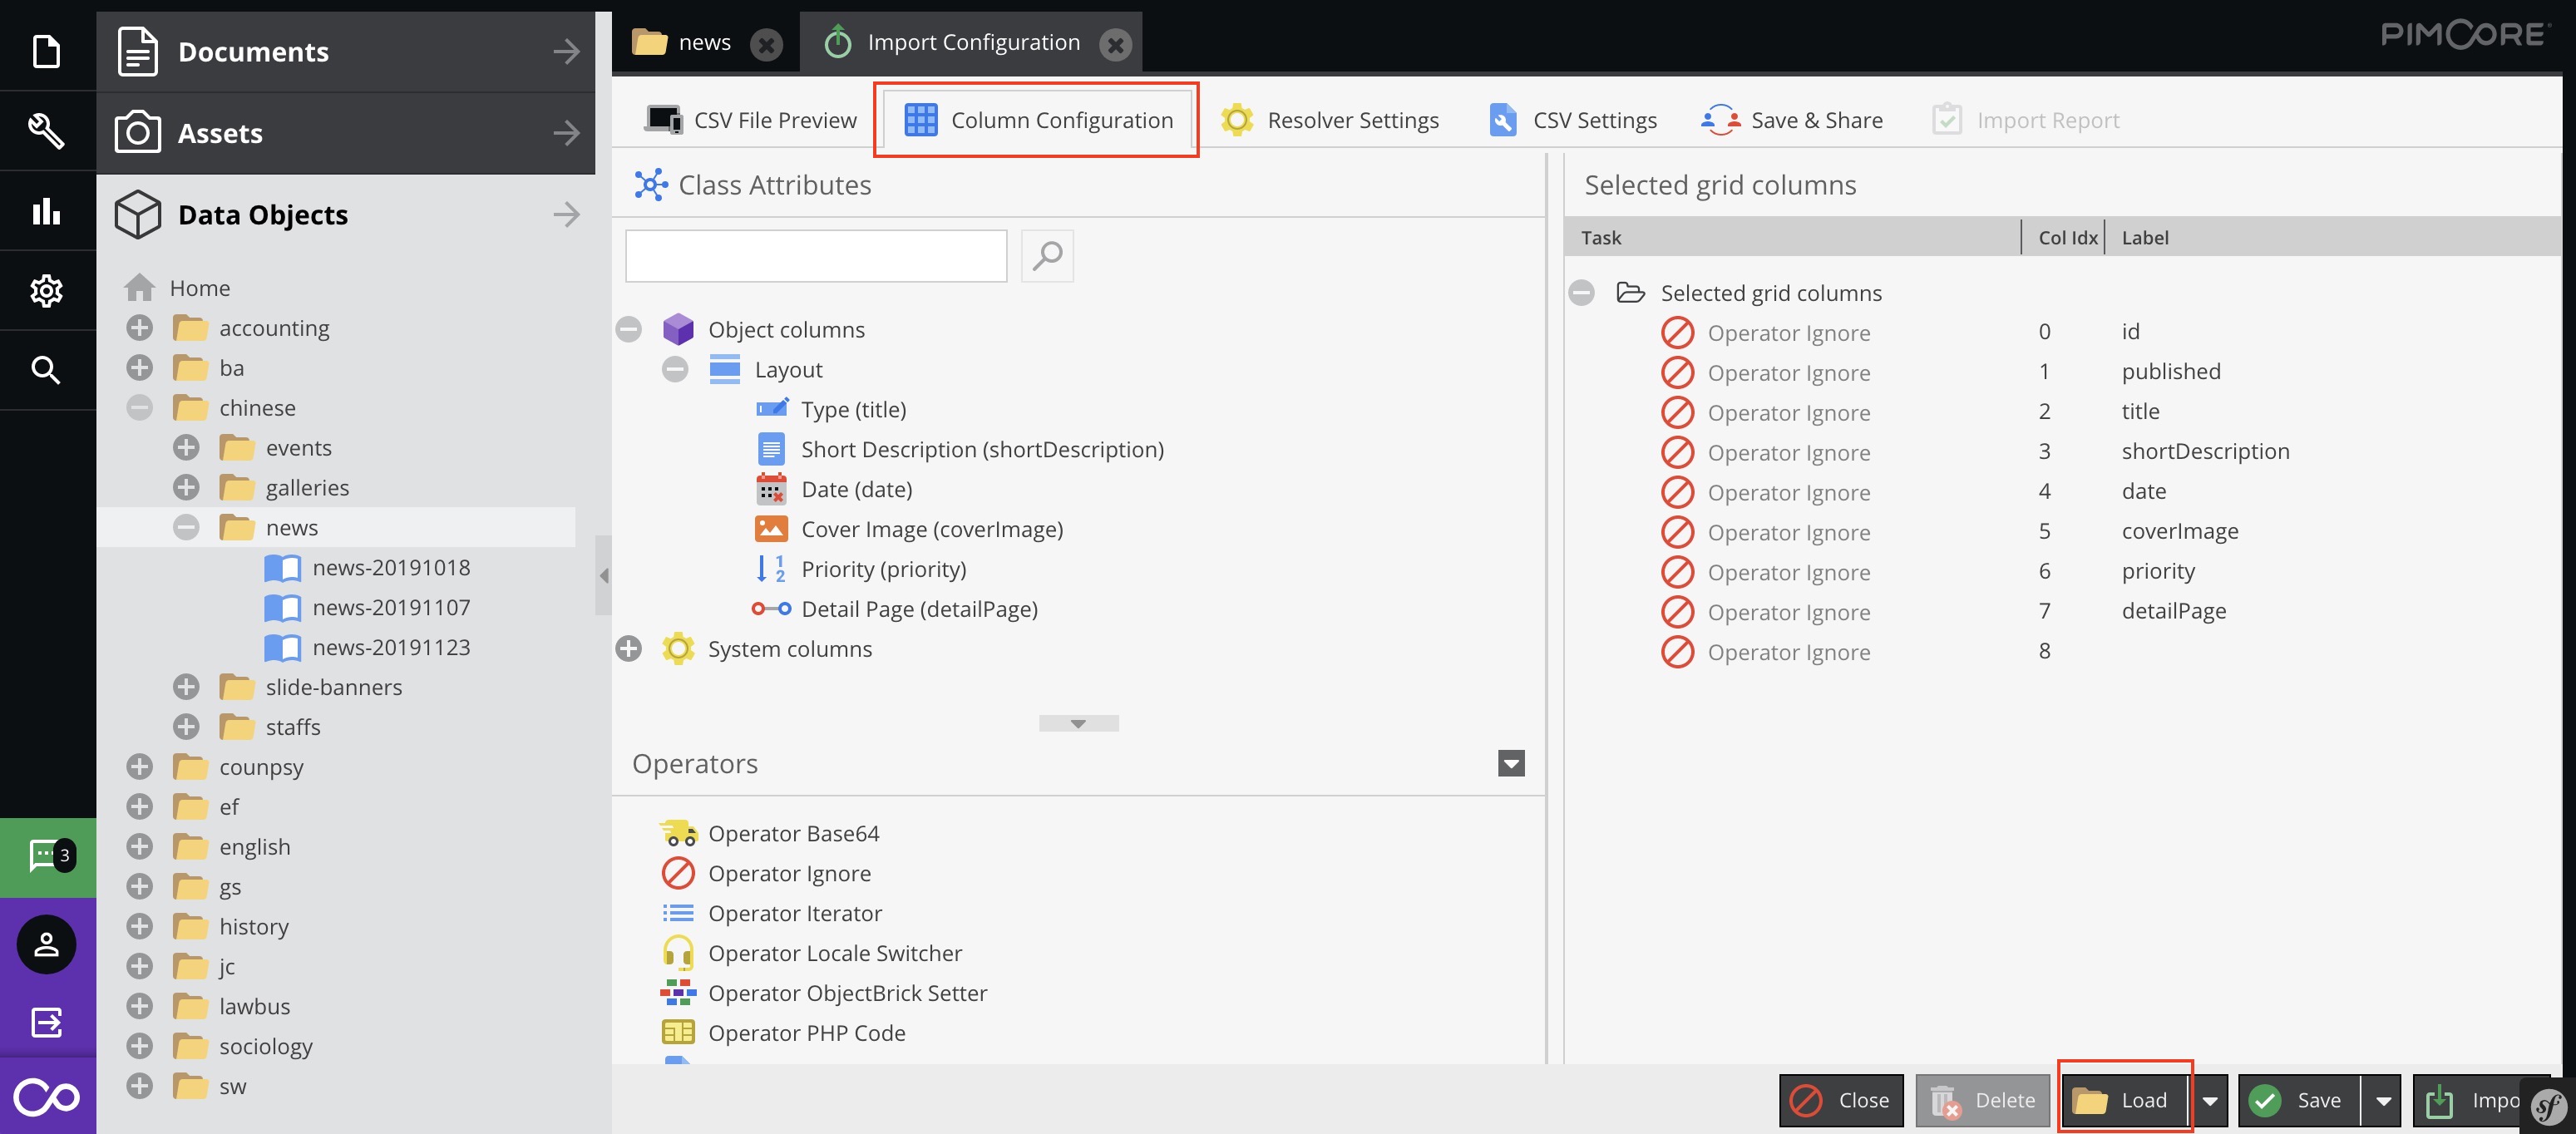 Documents
Assets
Data Objects
Home
accounting
ba
chinese
events
galleries
news
news-20191018
news-20191107
news-20191123
slide-banners
staffs
counpsy
ef
english
gs
history
jc
lawbus
sociology
sw
3
news
Import Configuration
PIMCORE
CSV File Preview
Column Configuration
Resolver Settings
CSV Settings
Save & Share
Import Report
Class Attributes
Object columns
Layout
Type (title)
Short Description (shortDescription)
Date (date)
Cover Image (coverImage)
Priority (priority)
Detail Page (detailPage)
System columns
Operators
Operator Base64
Operator Ignore
Operator Iterator
Operator Locale Switcher
Operator ObjectBrick Setter
Operator PHP Code
Selected grid columns
Task Col Idx Label
Selected grid columns
Operator Ignore 0 id
Operator Ignore 1 published
Operator Ignore 2 title
Operator Ignore 3 shortDescription
Operator Ignore 4 date
Operator Ignore 5 coverImage
Operator Ignore 6 priority
Operator Ignore 7 detailPage
Operator Ignore 8
Close
Delete
Load
Save
Impo
sf